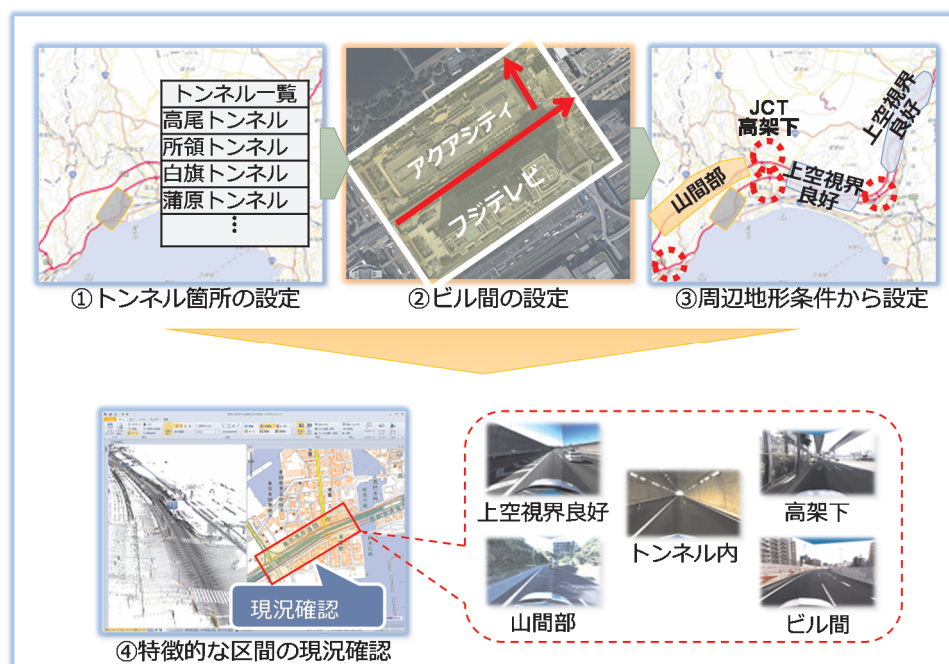 トンネル一覧
高尾トンネル
所領トンネル
白旗トンネル
蒲原トンネル
⋮
①トンネル箇所の設定
アクアシティ
フジテレビ
②ビル間の設定
JCT
高架下
上空視界
良好
山間部
上空視界
良好
③周辺地形条件から設定
現況確認
④特徴的な区間の現況確認
上空視界良好
トンネル内
高架下
山間部
ビル間